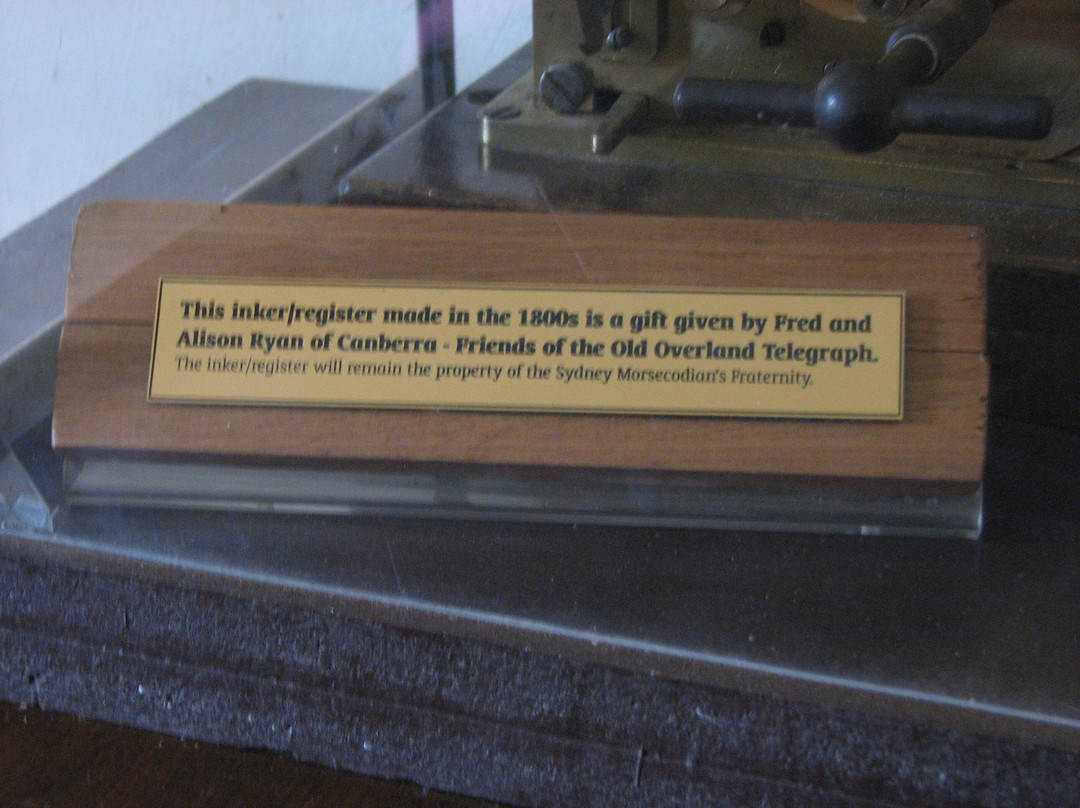 This inker/register made in the 1800s is a gift given by Fred and
Alison Ryan of Canberra - Friends of the Old Overland Telegraph.
The inker/register will remain the property of the Sydney Morsecodian's Fraternity.